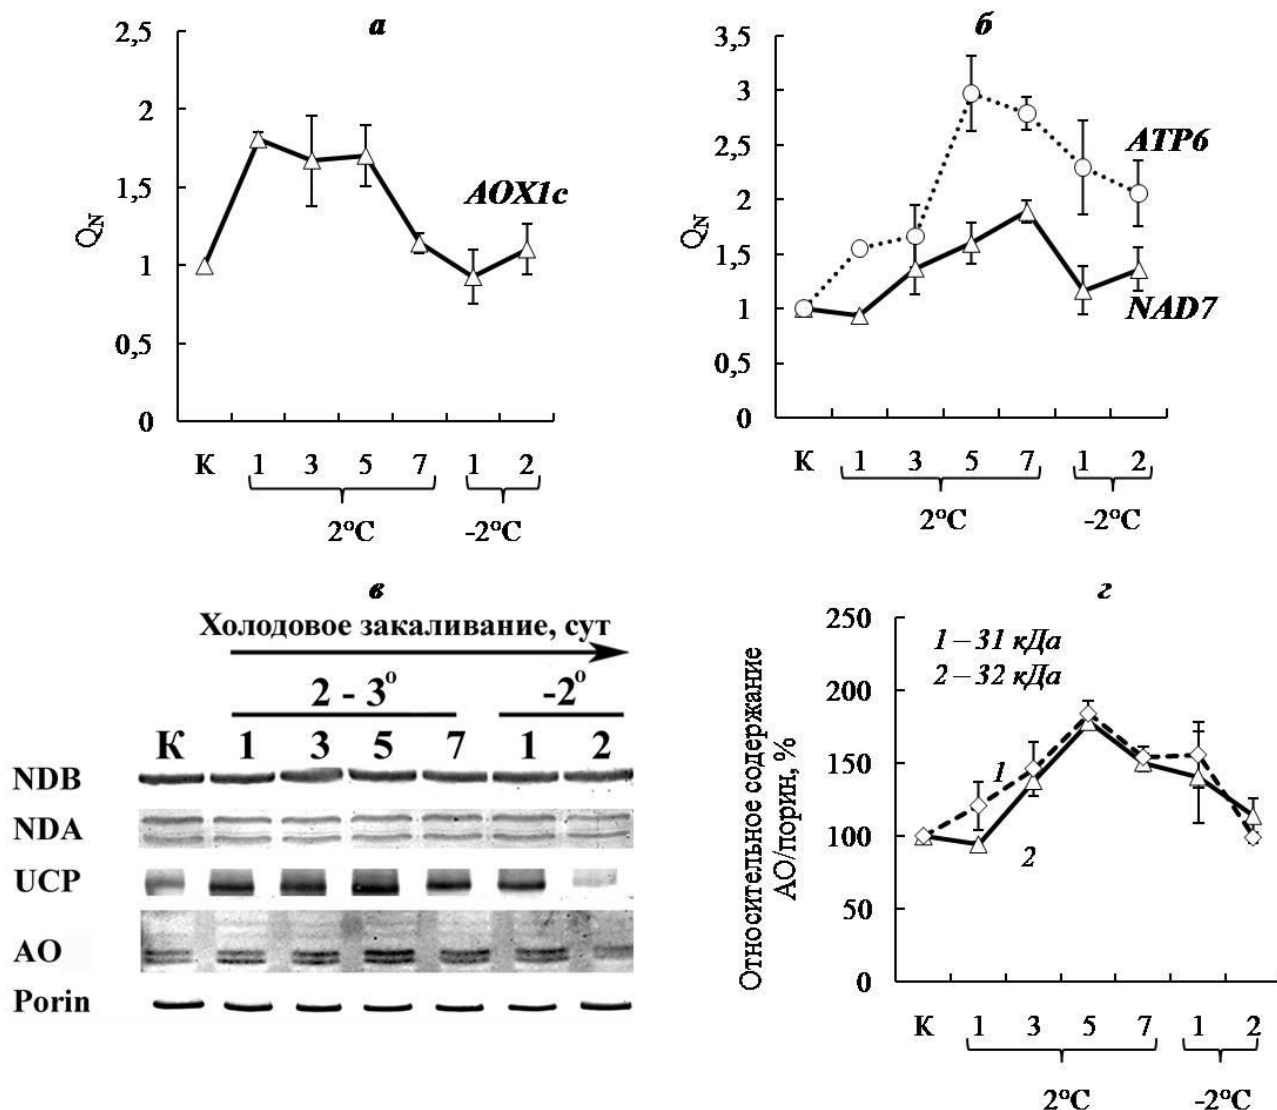 а
2,5
2
1,5
1
0,5
0
QN
AOX1c
К 1 3 5 7 1 2
2°С -2°С
б
3,5
3
2,5
2
1,5
1
0,5
0
QN
ATP6
NAD7
К 1 3 5 7 1 2
2°С -2°С
в
Холодовое закаливание, сут
2 - 3° -2°
К 1 3 5 7 1 2
NDB
NDA
UCP
AO
Porin
г
250
200
150
100
50
0
Относительное содержание
АО/порин, %
1 – 31 кДа
2 – 32 кДа
1
2
К 1 3 5 7 1 2
2°С -2°С